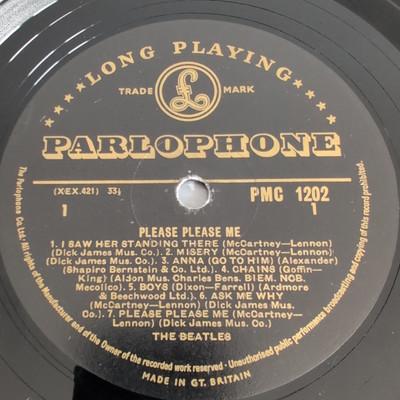 LONG PLAYING
£
TRADE MARK
PARLOPHONE
(XEX.421) 33⅓
PMC 1202
1
1
PLEASE PLEASE ME
1. I SAW HER STANDING THERE (McCartney—Lennon)
(Dick James Mus. Co.) 2. MISERY (McCartney—Lennon)
(Dick James Mus. Co.) 3. ANNA (GO TO HIM) (Alexander)
(Shapiro Bernstein & Co. Ltd.) 4. CHAINS (Goffin—
King) (Aldon Mus. Charles Bens. BIEM. NCB.
Mecolico) 5. BOYS (Dixon—Farrell) (Ardmore
& Beechwood Ltd.) 6. ASK ME WHY
(McCartney—Lennon) (Dick James Mus.
Co.) 7. PLEASE PLEASE ME (McCartney—
Lennon) (Dick James Mus. Co.)
THE BEATLES
The Parlophone Co. Ltd. All rights of the Manufacturer and of the Owner of the recorded work reserved - Unauthorised public performance broadcasting and copying of this record prohibited.
MADE IN GT. BRITAIN